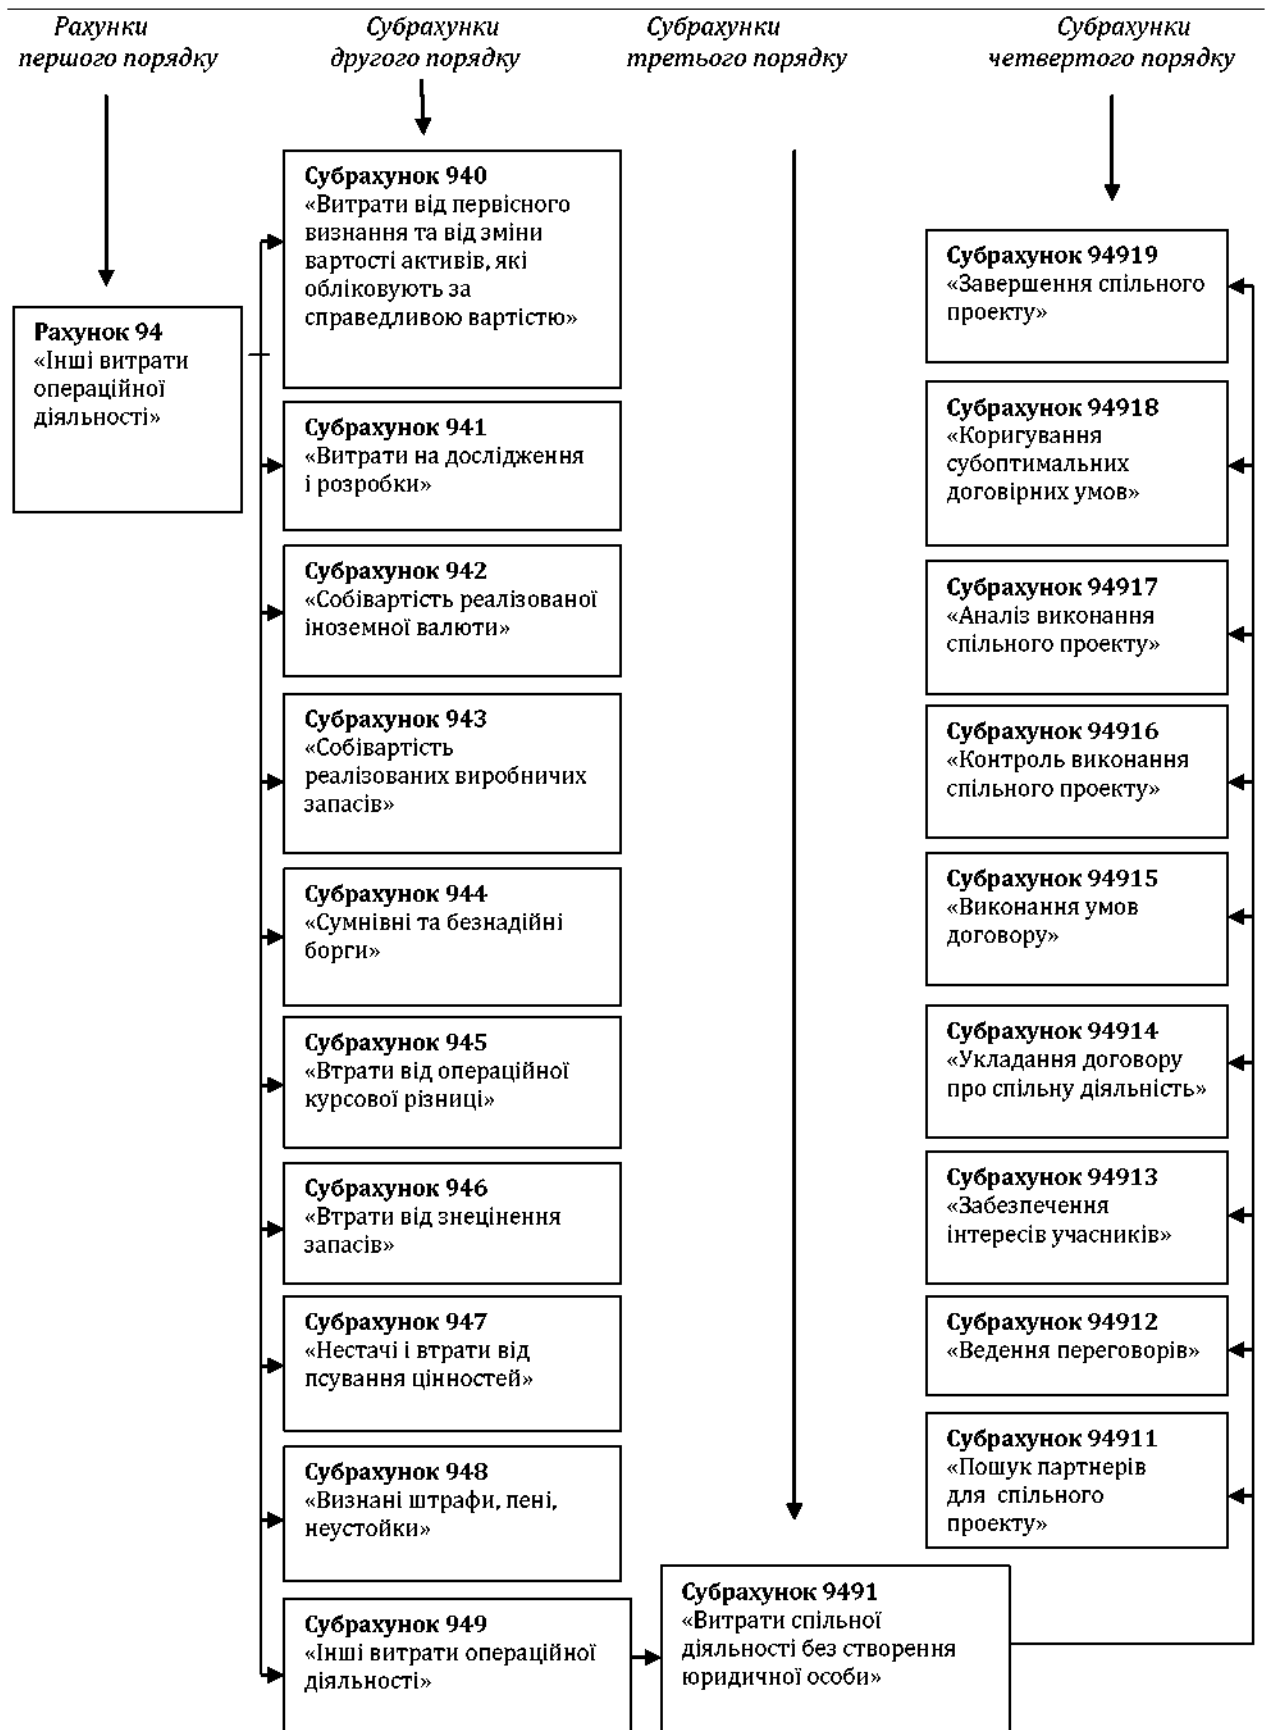 Рахунки
першого порядку
Субрахунки
другого порядку
Субрахунки
третього порядку
Субрахунки
четвертого порядку
Рахунок 94
«Інші витрати
операційної
діяльності»
Субрахунок 940
«Витрати від первісного
визнання та від зміни
вартості активів, які
обліковують за
справедливою вартістю»
Субрахунок 941
«Витрати на дослідження
і розробки»
Субрахунок 942
«Собівартість реалізованої
іноземної валюти»
Субрахунок 943
«Собівартість
реалізованих виробничих
запасів»
Субрахунок 944
«Сумнівні та безнадійні
борги»
Субрахунок 945
«Втрати від операційної
курсової різниці»
Субрахунок 946
«Втрати від знецінення
запасів»
Субрахунок 947
«Нестачі і втрати від
псування цінностей»
Субрахунок 948
«Визнані штрафи, пені,
неустойки»
Субрахунок 949
«Інші витрати операційної
діяльності»
Субрахунок 9491
«Витрати спільної
діяльності без створення
юридичної особи»
Субрахунок 94919
«Завершення спільного
проекту»
Субрахунок 94918
«Коригування
субоптимальних
договірних умов»
Субрахунок 94917
«Аналіз виконання
спільного проекту»
Субрахунок 94916
«Контроль виконання
спільного проекту»
Субрахунок 94915
«Виконання умов
договору»
Субрахунок 94914
«Укладання договору
про спільну діяльність»
Субрахунок 94913
«Забезпечення
інтересів учасників»
Субрахунок 94912
«Ведення переговорів»
Субрахунок 94911
«Пошук партнерів
для спільного
проекту»